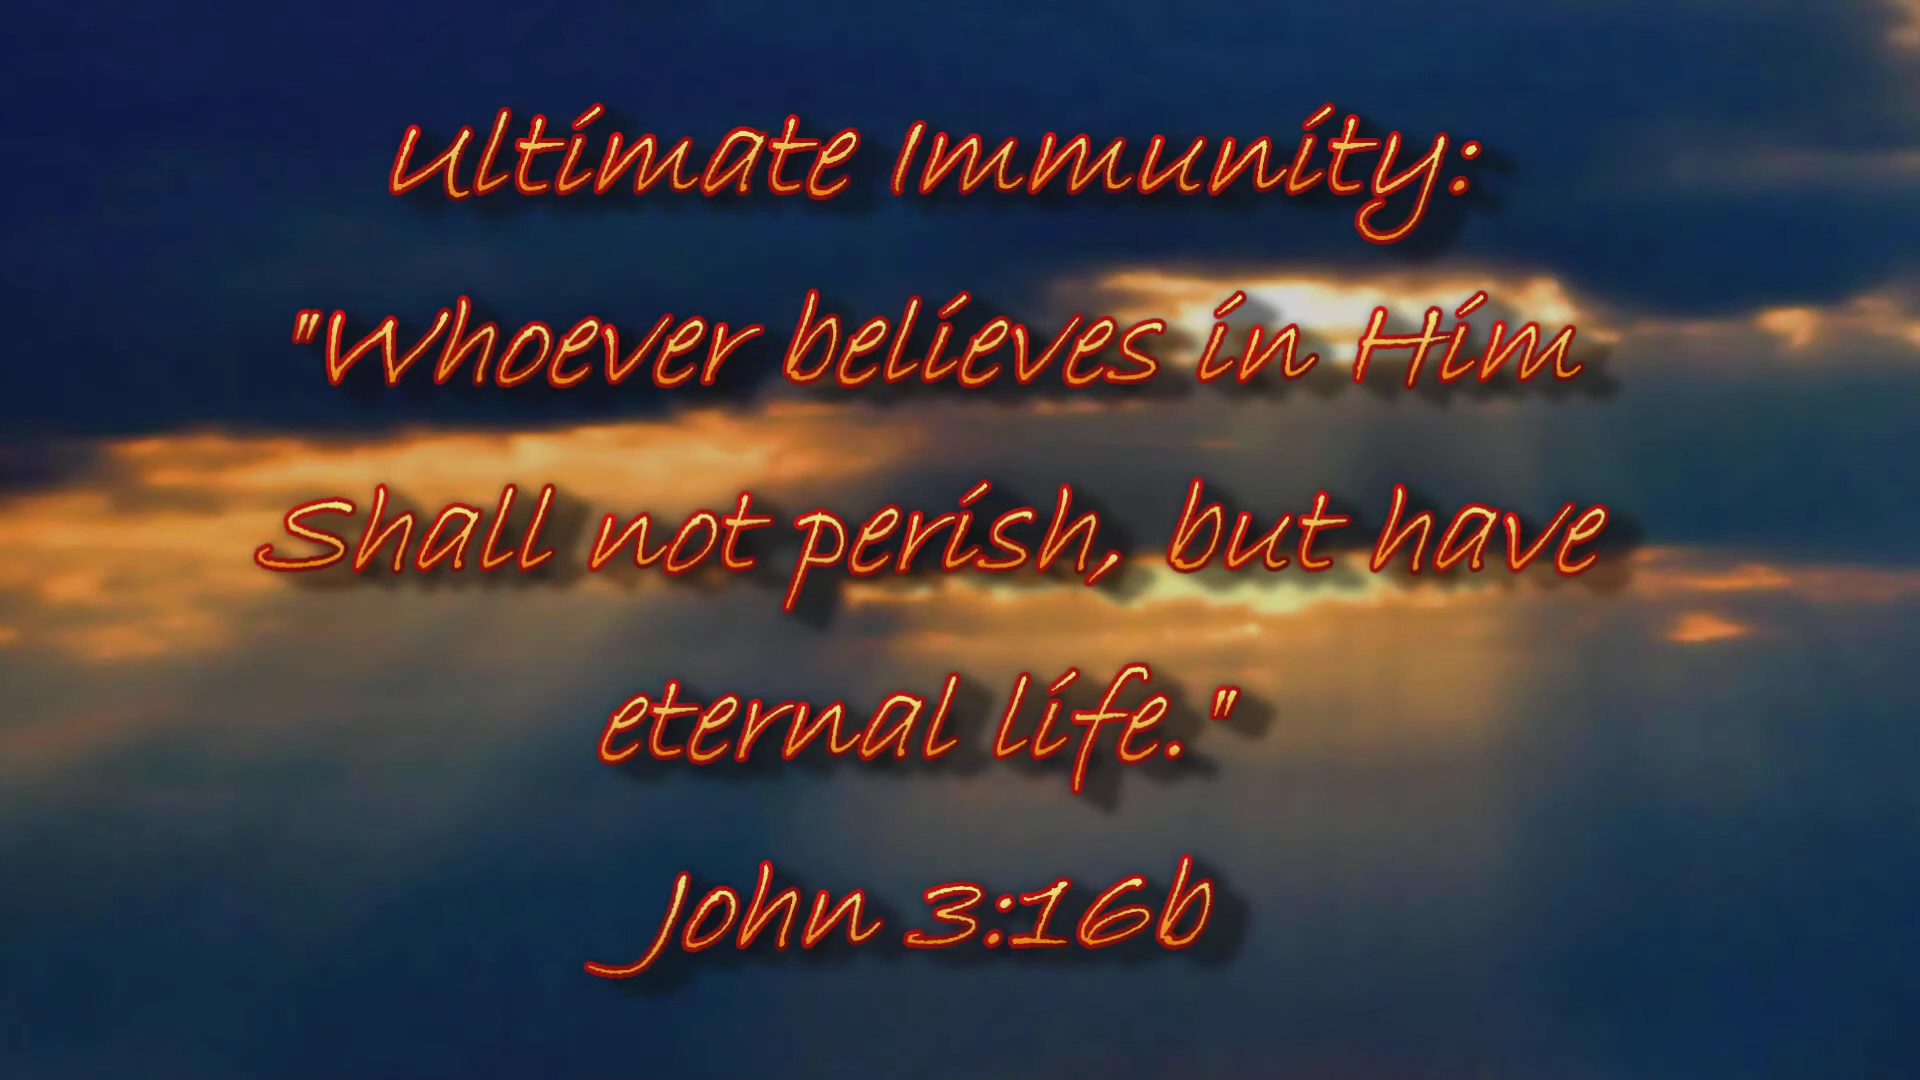 Ultimate Immunity:
"Whoever believes in Him
Shall not perish, but have
eternal life."
John 3:16b